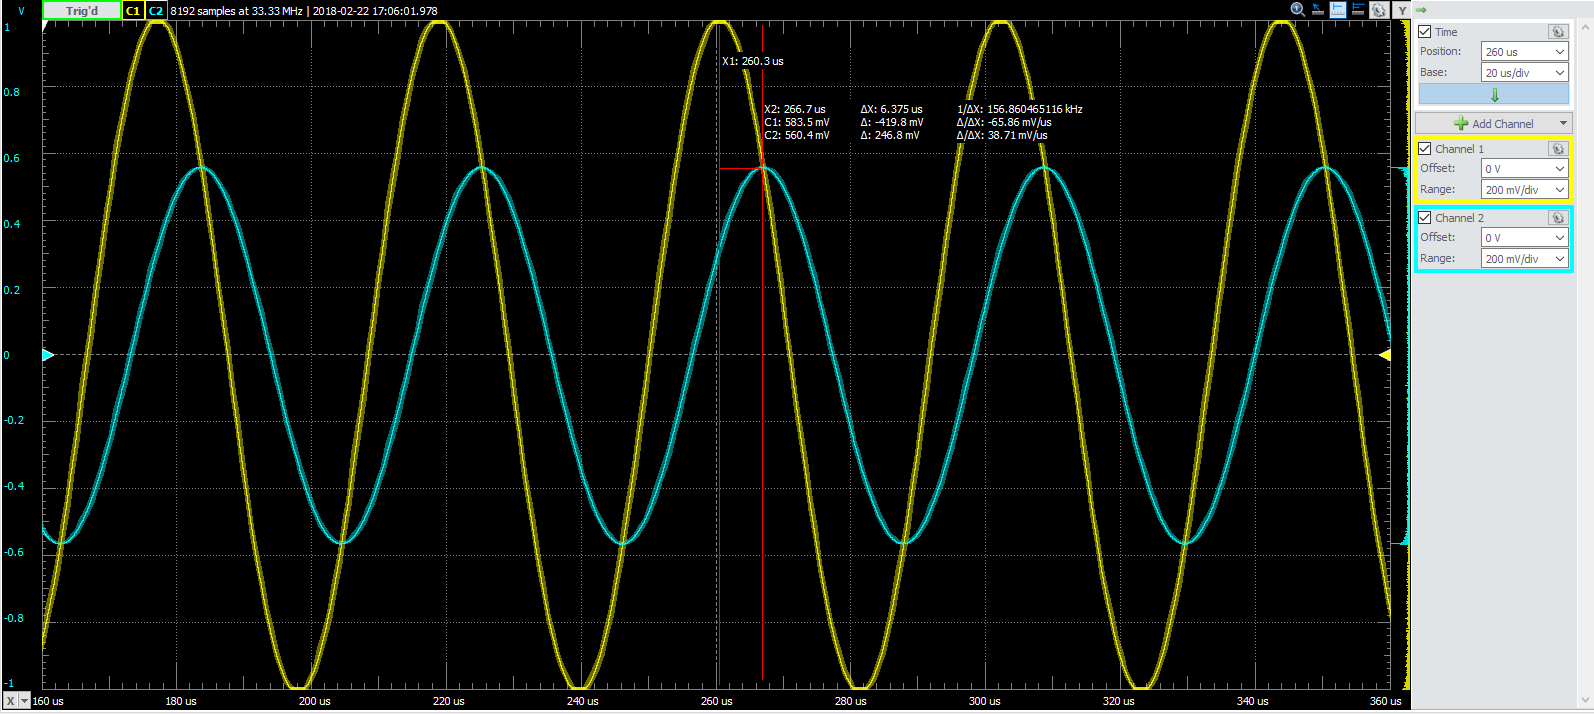 V Trig'd C1 C2 8192 samples at 33.33 MHz | 2018-02-22 17:06:01.978 Y
1
0.8
0.6
0.4
0.2
0
-0.2
-0.4
-0.6
-0.8
-1
X1: 260.3 us
X2: 266.7 us ΔX: 6.375 us 1/ΔX: 156.860465116 kHz
C1: 583.5 mV Δ: -419.8 mV Δ/ΔX: -65.86 mV/us
C2: 560.4 mV Δ: 246.8 mV Δ/ΔX: 38.71 mV/us
X 160 us 180 us 200 us 220 us 240 us 260 us 280 us 300 us 320 us 340 us 360 us
Time
Position: 260 us
Base: 20 us/div
Add Channel
Channel 1
Offset: 0 V
Range: 200 mV/div
Channel 2
Offset: 0 V
Range: 200 mV/div